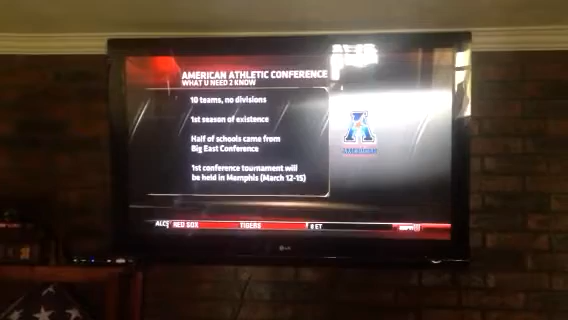 AMERICAN ATHLETIC CONFERENCE
WHAT U NEED 2 KNOW
10 teams, no divisions
1st season of existence
Half of schools came from
Big East Conference
1st conference tournament will
be held in Memphis (March 12-15)
AMERICAN
ALCS RED SOX TIGERS 8 ET
LG